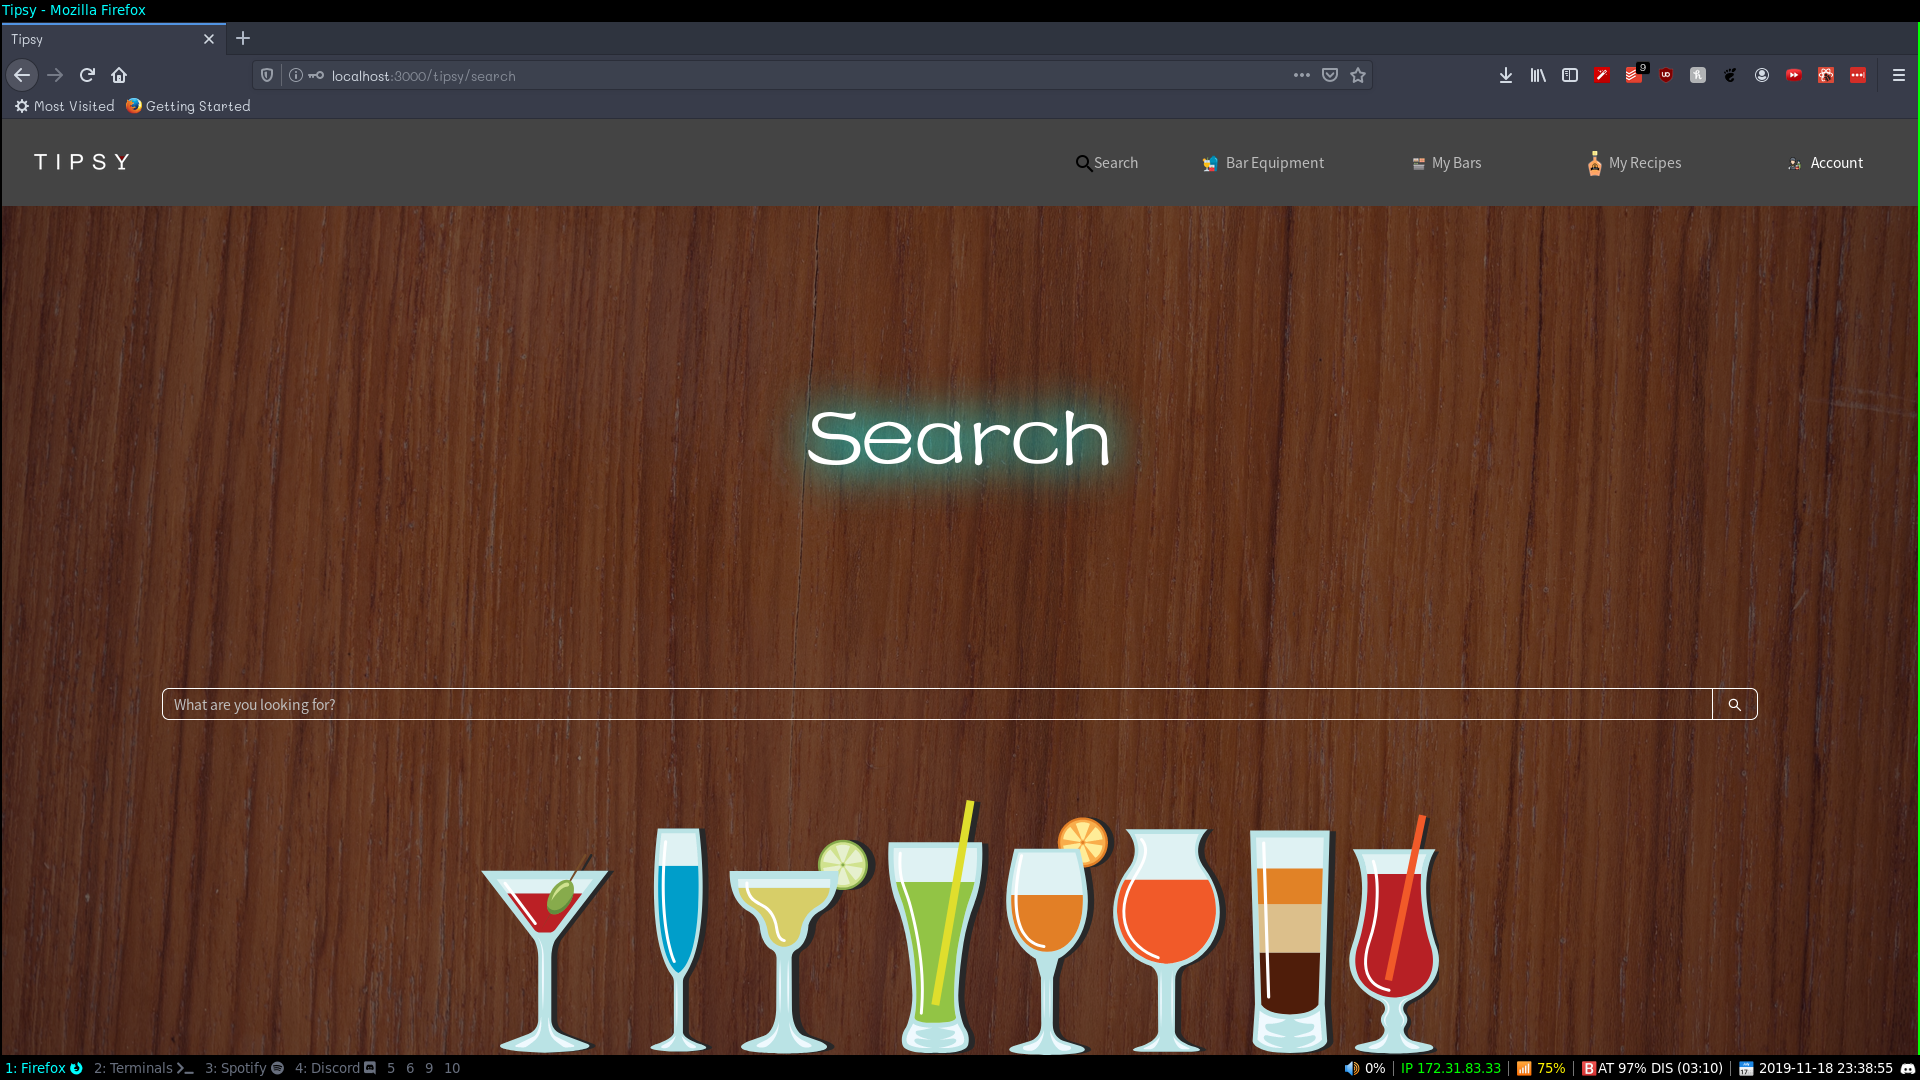 Tipsy - Mozilla Firefox
Tipsy
localhost:3000/tipsy/search
9
Most Visited Getting Started
TIPSY Search Bar Equipment My Bars My Recipes Account
Search
What are you looking for?
1: Firefox 2: Terminals 3: Spotify 4: Discord 5 6 9 10 0% | IP 172.31.83.33 | 75% | BAT 97% DIS (03:10) | 2019-11-18 23:38:55